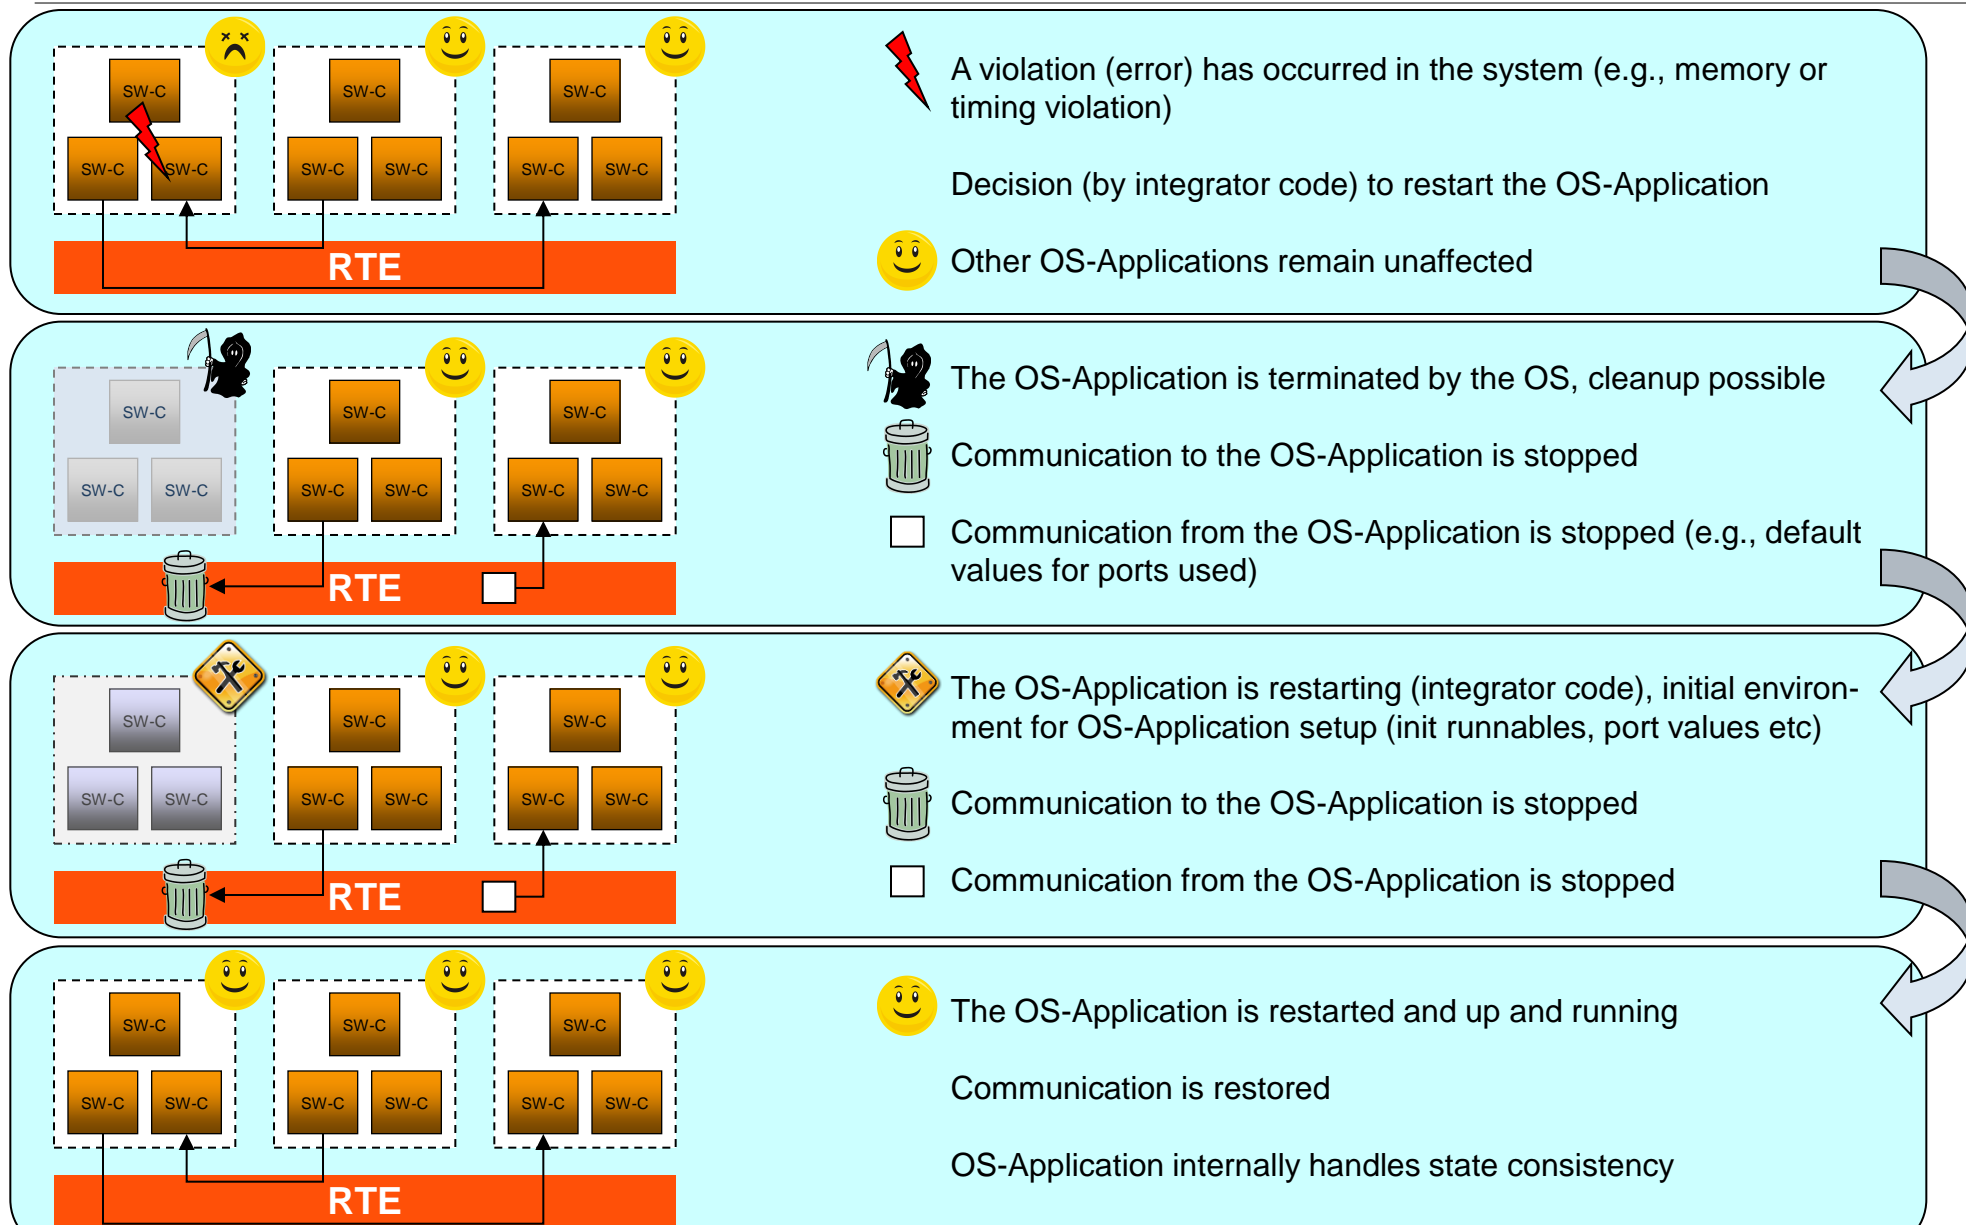 SW-C
SW-C
SW-C
A violation (error) has occurred in the system (e.g., memory or
timing violation)
SW-C SW-C
SW-C SW-C
SW-C SW-C
Decision (by integrator code) to restart the OS-Application
RTE
Other OS-Applications remain unaffected
SW-C
SW-C
SW-C
The OS-Application is terminated by the OS, cleanup possible
SW-C SW-C
SW-C SW-C
SW-C SW-C
Communication to the OS-Application is stopped
Communication from the OS-Application is stopped (e.g., default
values for ports used)
RTE
SW-C
SW-C
SW-C
The OS-Application is restarting (integrator code), initial environ-
ment for OS-Application setup (init runnables, port values etc)
SW-C SW-C
SW-C SW-C
SW-C SW-C
Communication to the OS-Application is stopped
RTE
Communication from the OS-Application is stopped
SW-C
SW-C
SW-C
The OS-Application is restarted and up and running
SW-C SW-C
SW-C SW-C
SW-C SW-C
Communication is restored
OS-Application internally handles state consistency
RTE